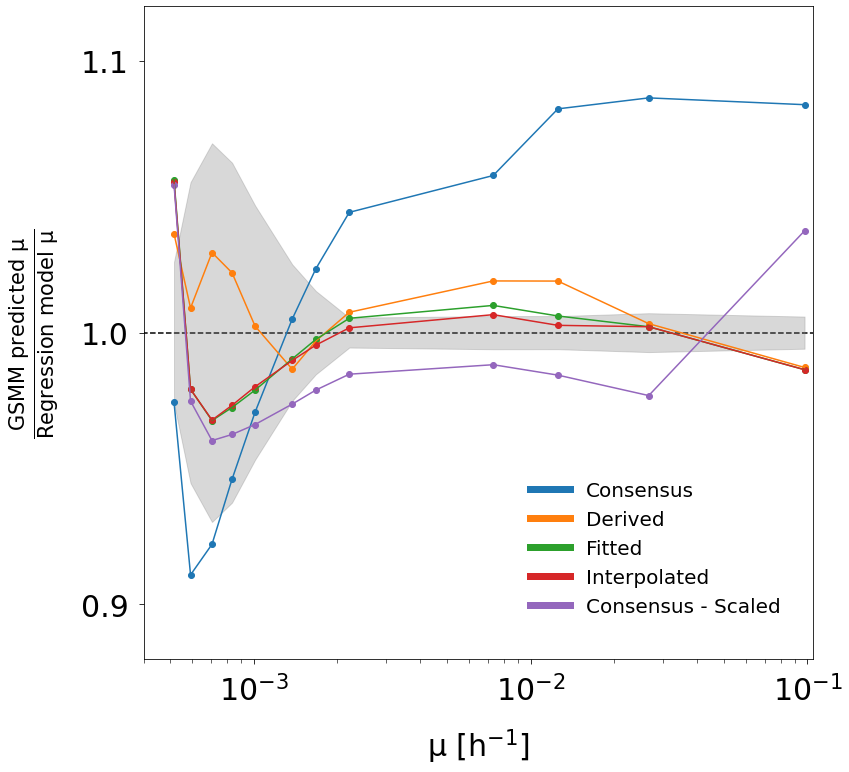 1.1
1.0
0.9
GSMM predicted μ
Regression model μ
Consensus
Derived
Fitted
Interpolated
Consensus - Scaled
10⁻³
10⁻²
10⁻¹
μ [h⁻¹]